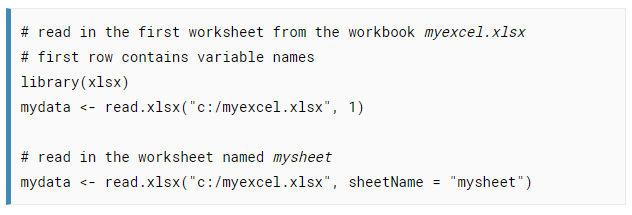 # read in the first worksheet from the workbook myexcel.xlsx
# first row contains variable names
library(xlsx)
mydata <- read.xlsx("c:/myexcel.xlsx", 1)
# read in the worksheet named mysheet
mydata <- read.xlsx("c:/myexcel.xlsx", sheetName = "mysheet")